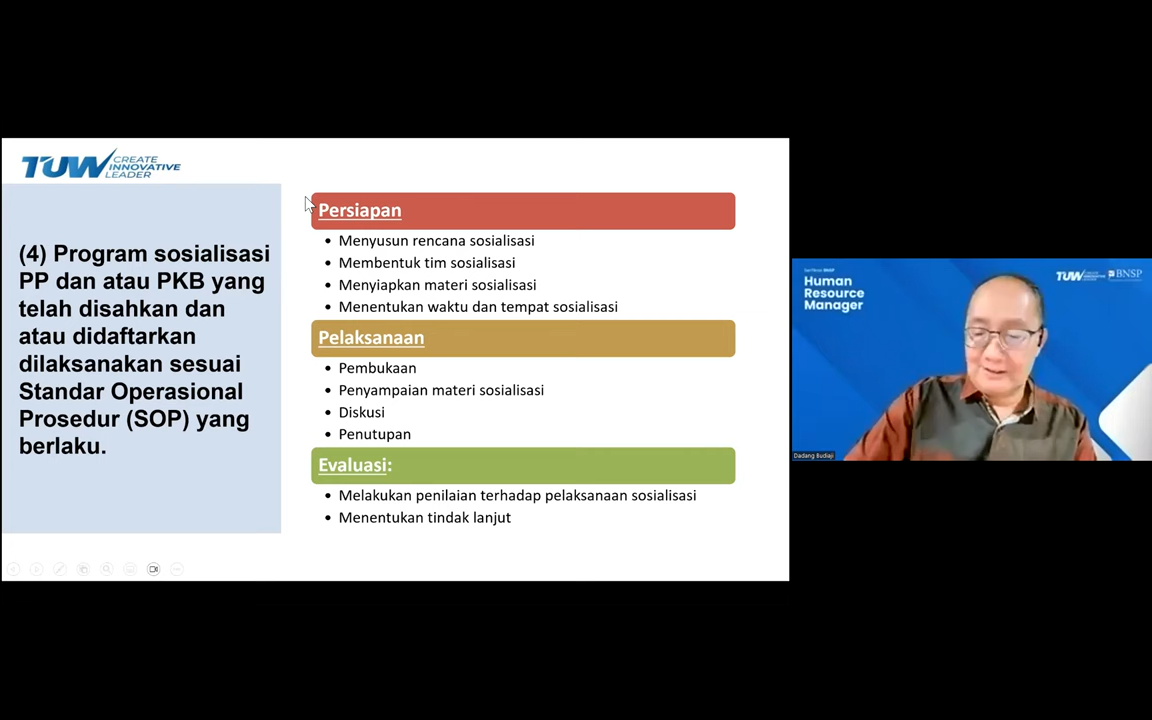 TUW CREATE
INNOVATIVE
LEADER
(4) Program sosialisasi
PP dan atau PKB yang
telah disahkan dan
atau didaftarkan
dilaksanakan sesuai
Standar Operasional
Prosedur (SOP) yang
berlaku.
Persiapan
• Menyusun rencana sosialisasi
• Membentuk tim sosialisasi
• Menyiapkan materi sosialisasi
• Menentukan waktu dan tempat sosialisasi
Pelaksanaan
• Pembukaan
• Penyampaian materi sosialisasi
• Diskusi
• Penutupan
Evaluasi:
• Melakukan penilaian terhadap pelaksanaan sosialisasi
• Menentukan tindak lanjut
Sertifikasi BNSP
Human
Resource
Manager
TUW
BNSP
Dadang Budiaji